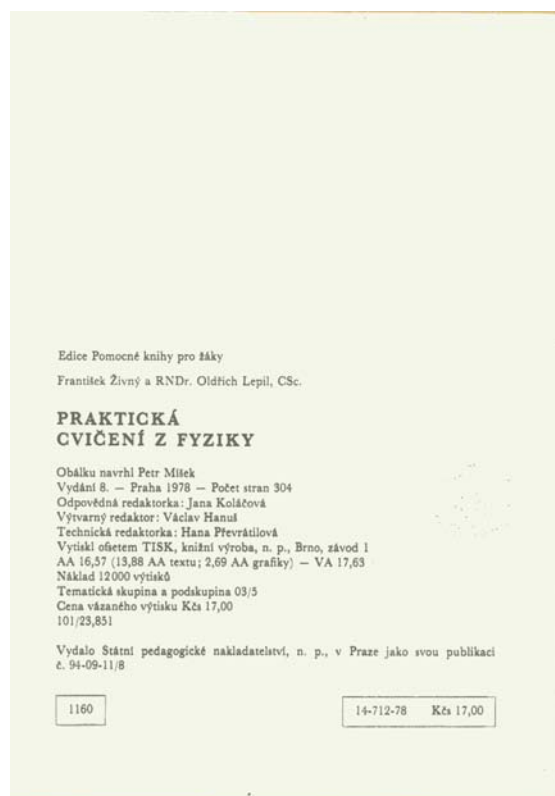 Edice Pomocné knihy pro žáky
František Živný a RNDr. Oldřich Lepil, CSc.
PRAKTICKÁ
CVIČENÍ Z FYZIKY
Obálku navrhl Petr Míšek
Vydání 8. — Praha 1978 — Počet stran 304
Odpovědná redaktorka: Jana Koláčová
Výtvarný redaktor: Václav Hanuš
Technická redaktorka: Hana Převrátilová
Vytiskl ofsetem TISK, knižní výroba, n. p., Brno, závod 1
AA 16,57 (13,88 AA textu; 2,69 AA grafiky) — VA 17,63
Náklad 12000 výtisků
Tematická skupina a podskupina 03/5
Cena vázaného výtisku Kčs 17,00
101/23,851
Vydalo Státní pedagogické nakladatelství, n. p., v Praze jako svou publikaci
č. 94-09-11/8
1160
14-712-78 Kčs 17,00